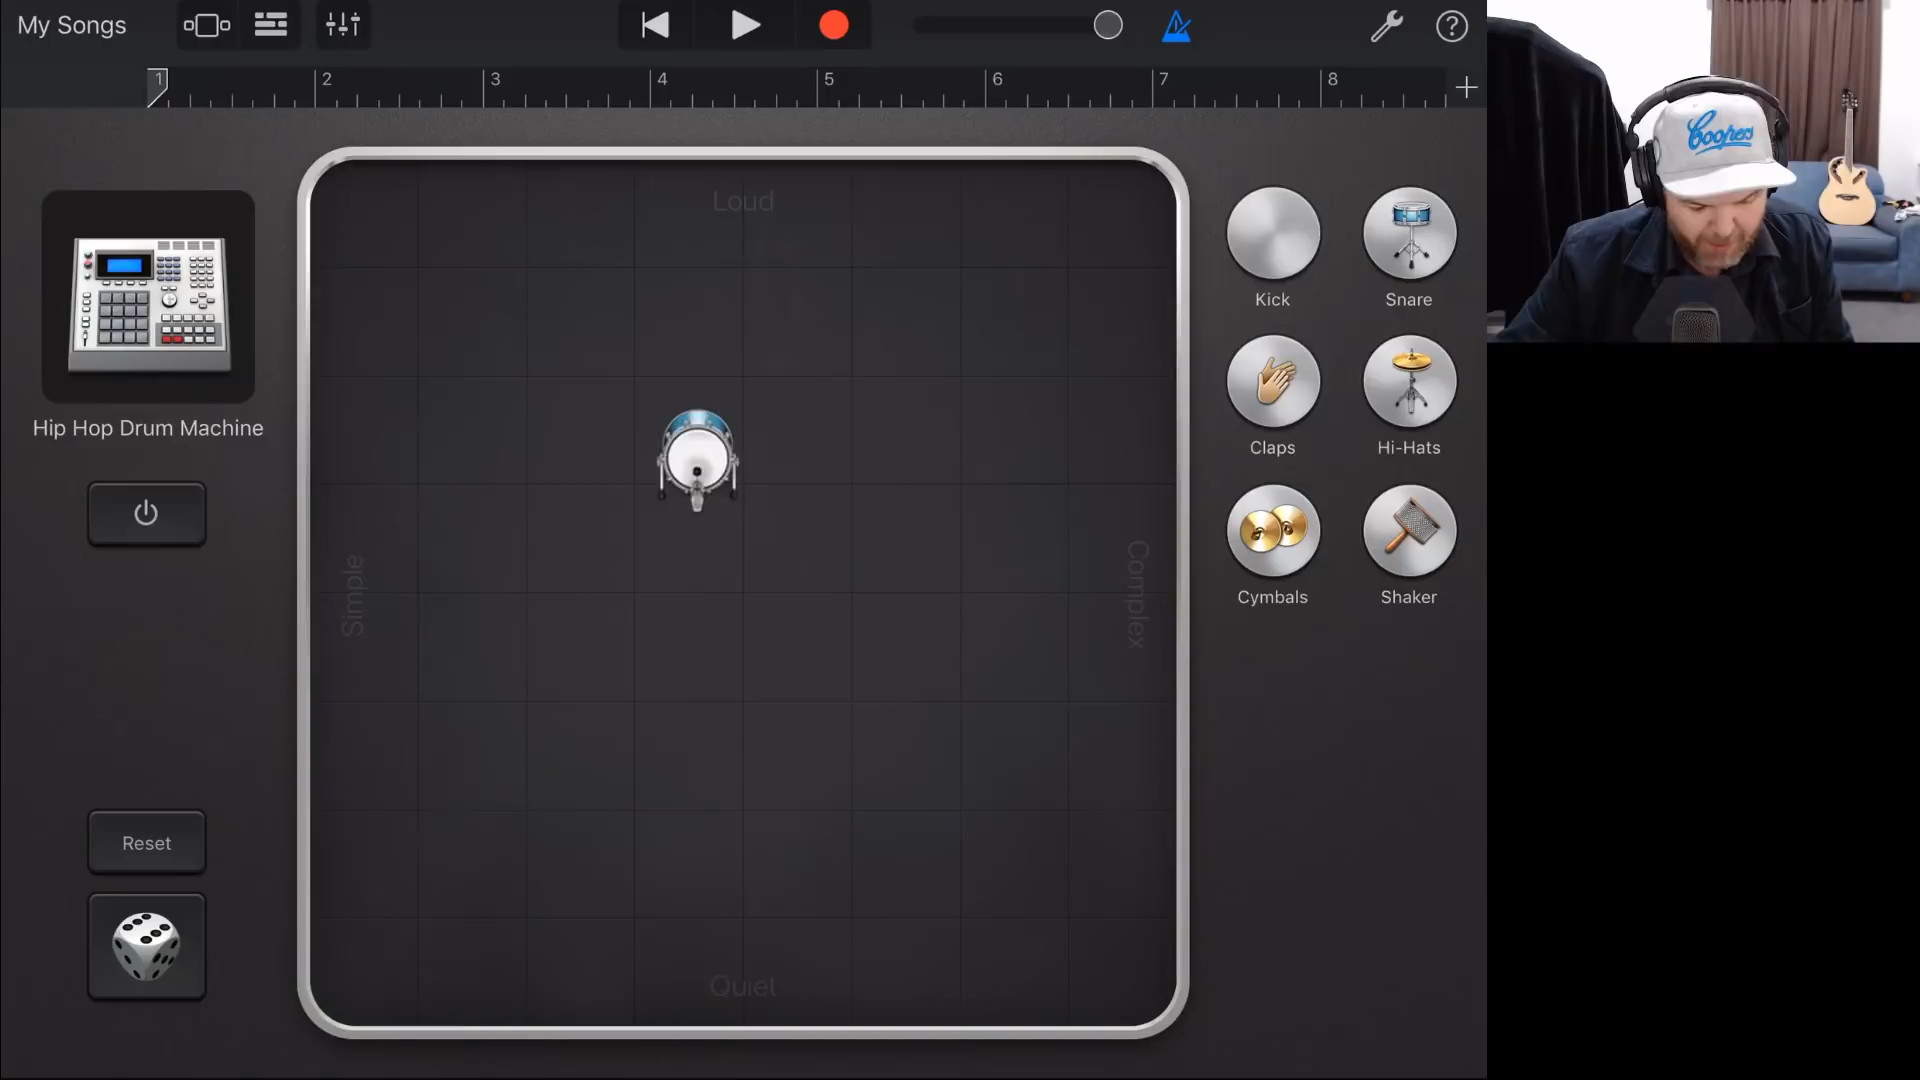 My Songs
1
2
3
4
5
6
7
8
Coopers
Loud
Kick
Snare
Hip Hop Drum Machine
Claps
Hi-Hats
Simple
Complex
Cymbals
Shaker
Reset
Quiet